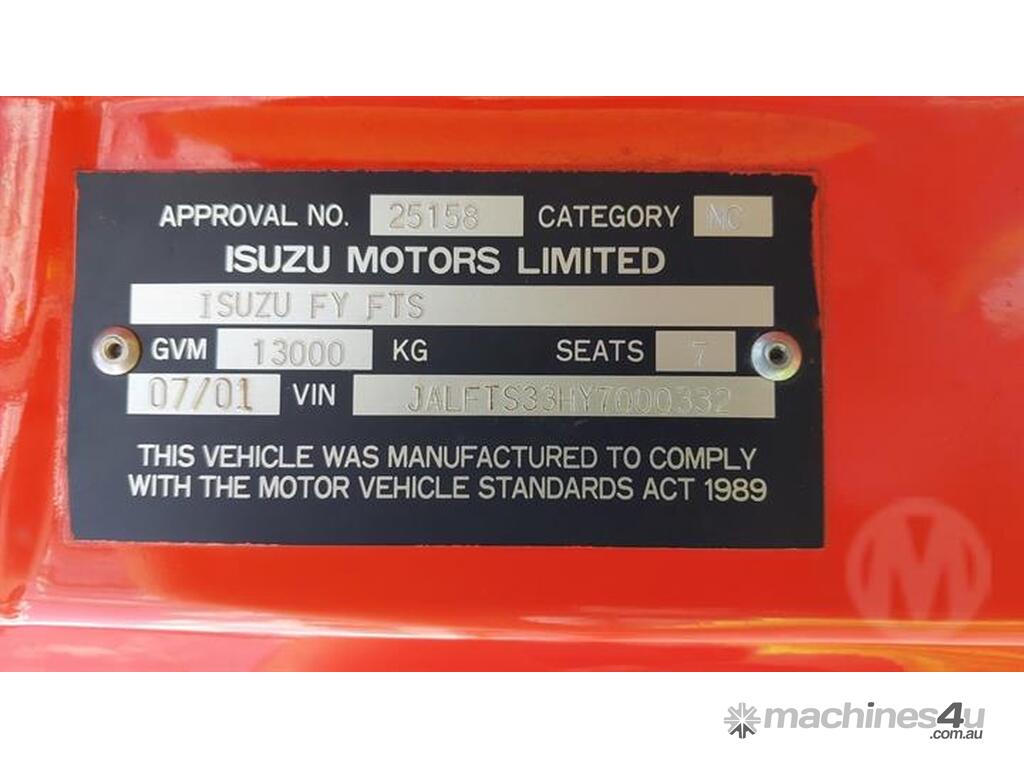 APPROVAL NO. 25158 CATEGORY NC
ISUZU MOTORS LIMITED
ISUZU FY FTS
GVM 13000 KG SEATS 7
07/01 VIN JALFTS33HY7000332
THIS VEHICLE WAS MANUFACTURED TO COMPLY
WITH THE MOTOR VEHICLE STANDARDS ACT 1989
M
machines4u
.com.au